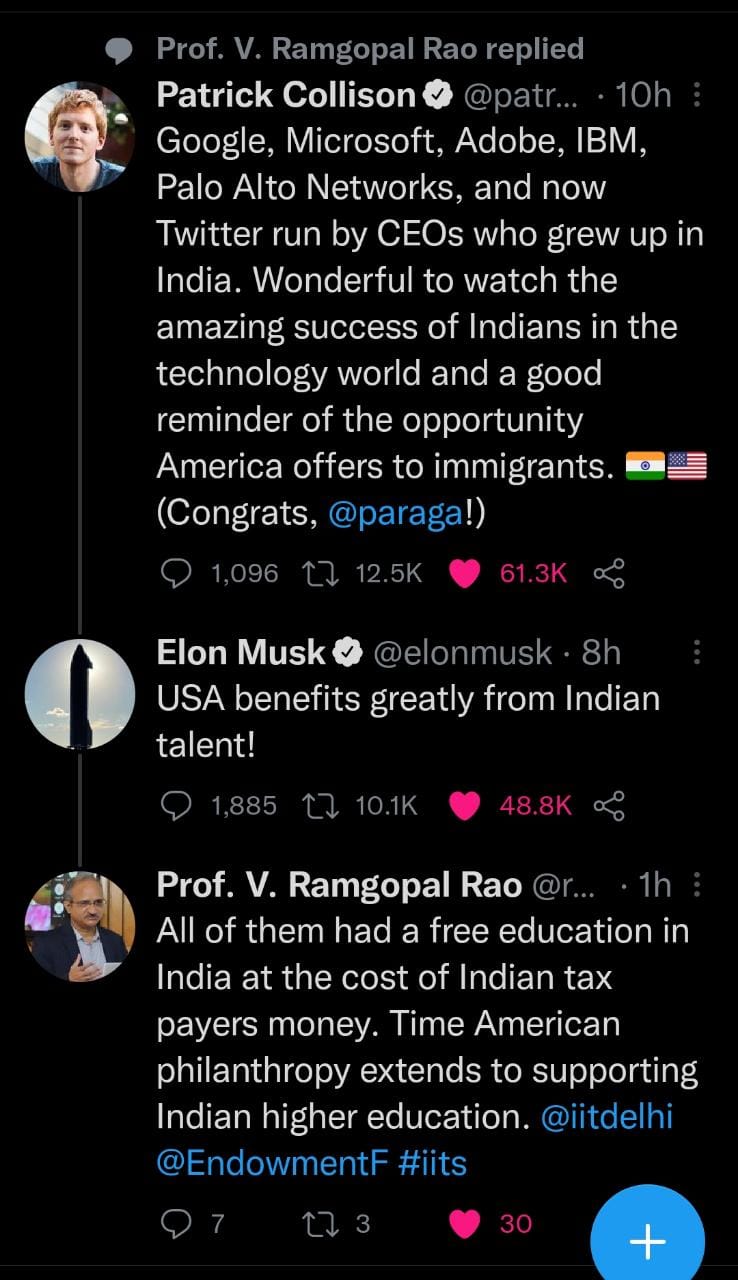 Prof. V. Ramgopal Rao replied
Patrick Collison @patr... · 10h
Google, Microsoft, Adobe, IBM,
Palo Alto Networks, and now
Twitter run by CEOs who grew up in
India. Wonderful to watch the
amazing success of Indians in the
technology world and a good
reminder of the opportunity
America offers to immigrants. 🇮🇳🇺🇸
(Congrats, @paraga!)
1,096 12.5K 61.3K
Elon Musk @elonmusk · 8h
USA benefits greatly from Indian
talent!
1,885 10.1K 48.8K
Prof. V. Ramgopal Rao @r... · 1h
All of them had a free education in
India at the cost of Indian tax
payers money. Time American
philanthropy extends to supporting
Indian higher education. @iitdelhi
@EndowmentF #iits
7 3 30